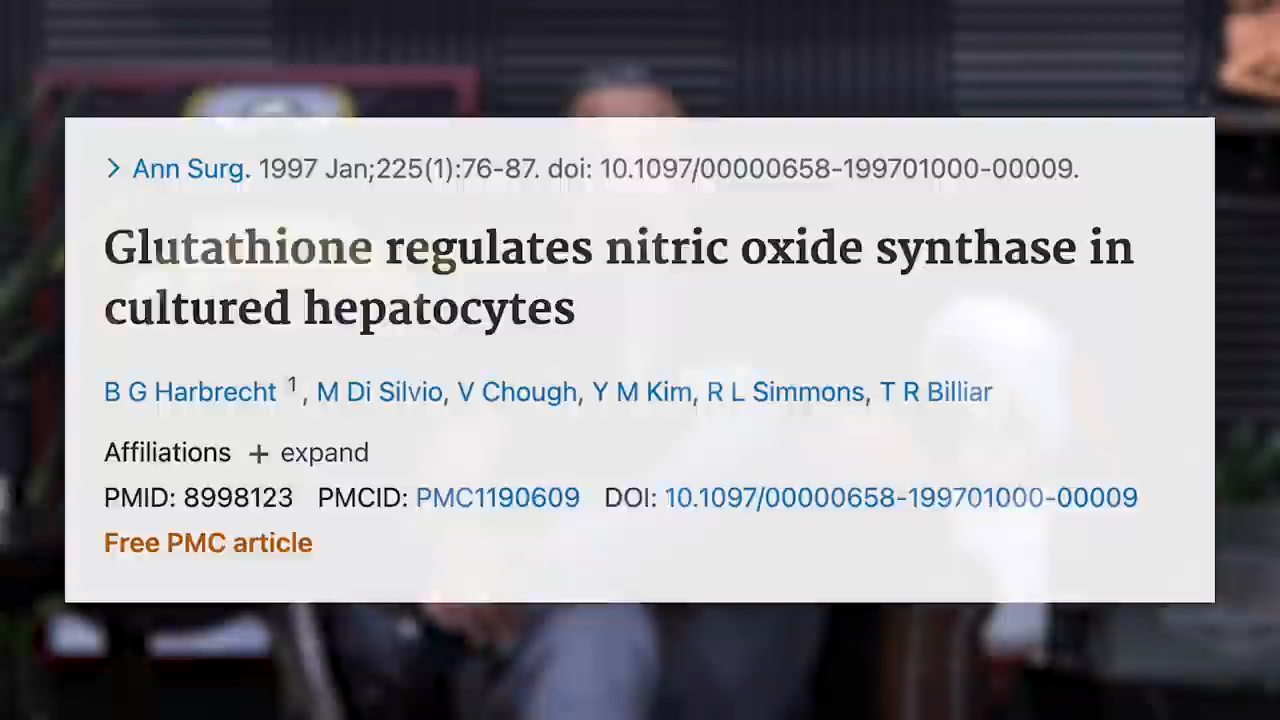 > Ann Surg. 1997 Jan;225(1):76-87. doi: 10.1097/00000658-199701000-00009.
Glutathione regulates nitric oxide synthase in
cultured hepatocytes
B G Harbrecht 1, M Di Silvio, V Chough, Y M Kim, R L Simmons, T R Billiar
Affiliations + expand
PMID: 8998123 PMCID: PMC1190609 DOI: 10.1097/00000658-199701000-00009
Free PMC article